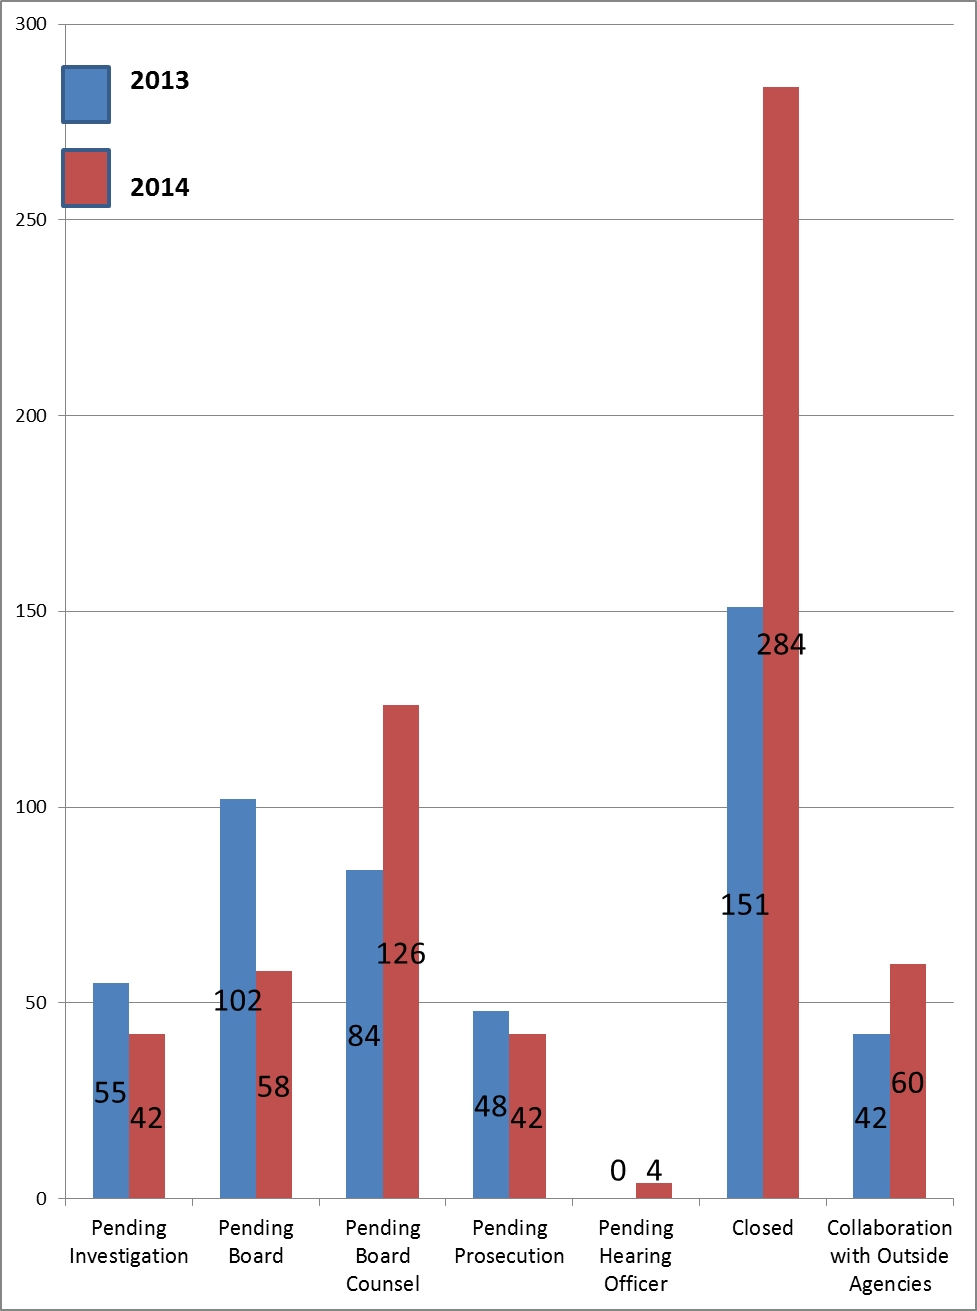 300
2013
2014
250
200
150
100
50
0
55
42
102
58
84
126
48
42
0
4
151
284
42
60
Pending
Investigation
Pending
Board
Pending
Board
Counsel
Pending
Prosecution
Pending
Hearing
Officer
Closed
Collaboration
with Outside
Agencies